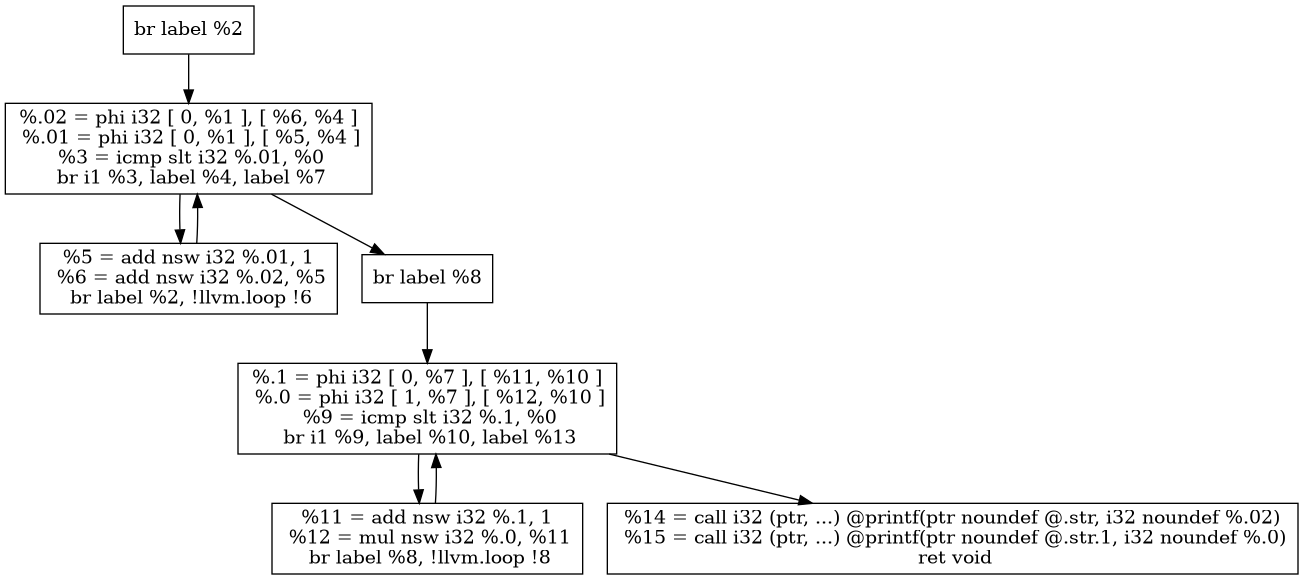 br label %2
%.02 = phi i32 [ 0, %1 ], [ %6, %4 ]
%.01 = phi i32 [ 0, %1 ], [ %5, %4 ]
%3 = icmp slt i32 %.01, %0
br i1 %3, label %4, label %7
%5 = add nsw i32 %.01, 1
%6 = add nsw i32 %.02, %5
br label %2, !llvm.loop !6
br label %8
%.1 = phi i32 [ 0, %7 ], [ %11, %10 ]
%.0 = phi i32 [ 1, %7 ], [ %12, %10 ]
%9 = icmp slt i32 %.1, %0
br i1 %9, label %10, label %13
%11 = add nsw i32 %.1, 1
%12 = mul nsw i32 %.0, %11
br label %8, !llvm.loop !8
%14 = call i32 (ptr, ...) @printf(ptr noundef @.str, i32 noundef %.02)
%15 = call i32 (ptr, ...) @printf(ptr noundef @.str.1, i32 noundef %.0)
ret void